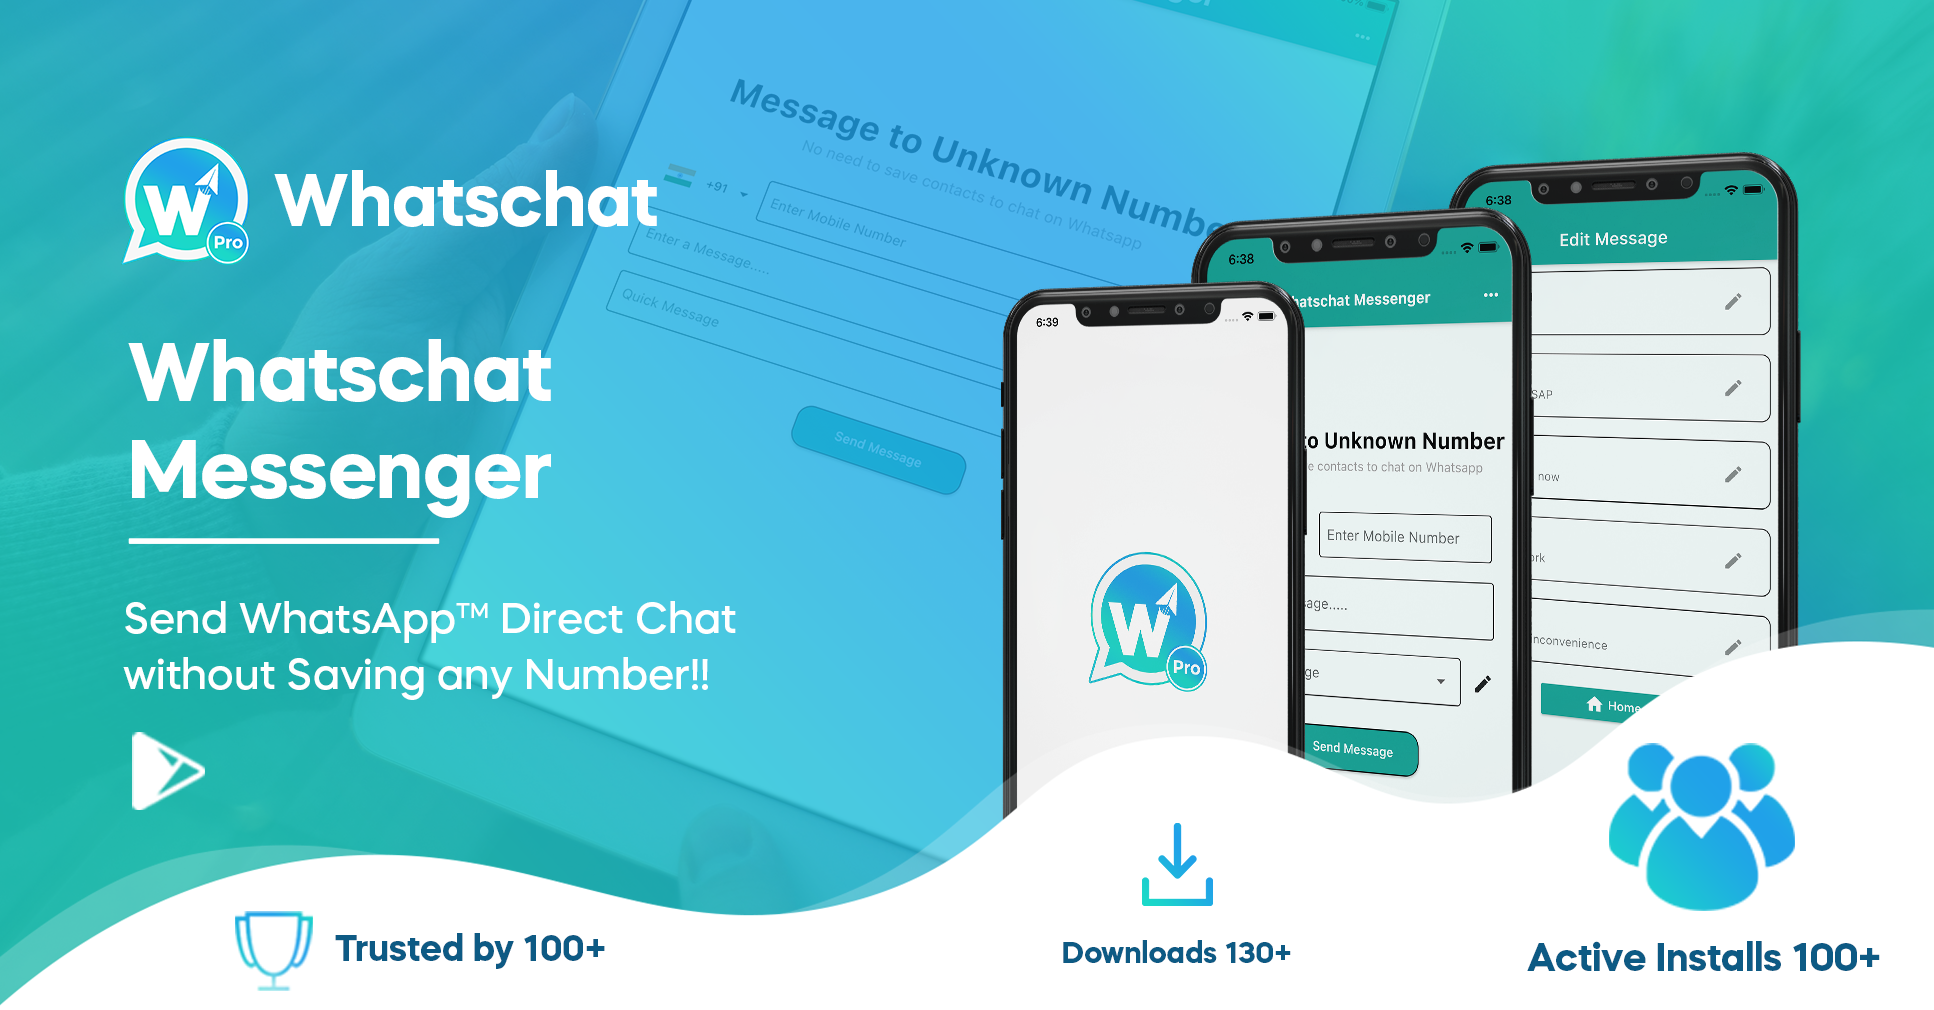 W
Pro
Whatschat
Whatschat
Messenger
Send WhatsApp™ Direct Chat
without Saving any Number!!
Message to Unknown Numbe
No need to save contacts to chat on Whatsapp
+91
Enter Mobile Number
Enter a Message.....
Quick Message
Send Message
6:39
W
Pro
6:38
hatschat Messenger
to Unknown Number
e contacts to chat on Whatsapp
Enter Mobile Number
age.....
ge
Send Message
6:38
Edit Message
SAP
now
ork
nconvenience
Home
Trusted by 100+
Downloads 130+
Active Installs 100+